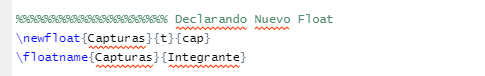 %%%%%%%%%%%%%%%%%%% Declarando Nuevo Float
\newfloat{Capturas}{t}{cap}
\floatname{Capturas}{Integrante}